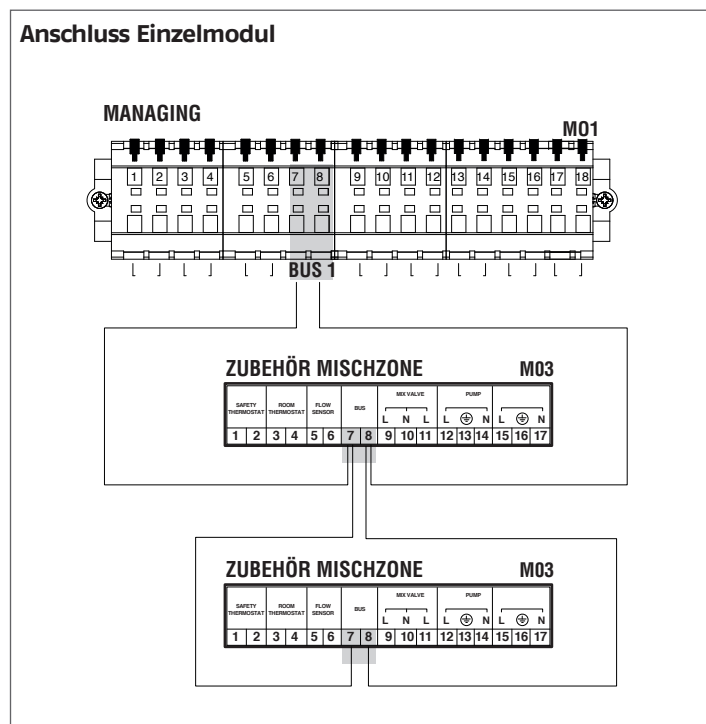 Anschluss Einzelmodul
MANAGING
M01
1 2 3 4 5 6 7 8 9 10 11 12 13 14 15 16 17 18
BUS 1
ZUBEHÖR MISCHZONE M03
SAFETY THERMOSTAT ROOM THERMOSTAT FLOW SENSOR BUS MIX VALVE PUMP
L N L L N L N
1 2 3 4 5 6 7 8 9 10 11 12 13 14 15 16 17
ZUBEHÖR MISCHZONE M03
SAFETY THERMOSTAT ROOM THERMOSTAT FLOW SENSOR BUS MIX VALVE PUMP
L N L L N L N
1 2 3 4 5 6 7 8 9 10 11 12 13 14 15 16 17